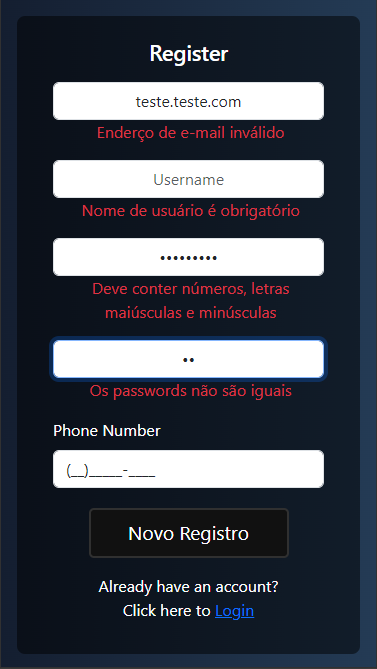 Register
teste.teste.com
Enderço de e-mail inválido
Username
Nome de usuário é obrigatório
•••••••••
Deve conter números, letras
maiúsculas e minúsculas
••
Os passwords não são iguais
Phone Number
(__)_____-____
Novo Registro
Already have an account?
Click here to Login